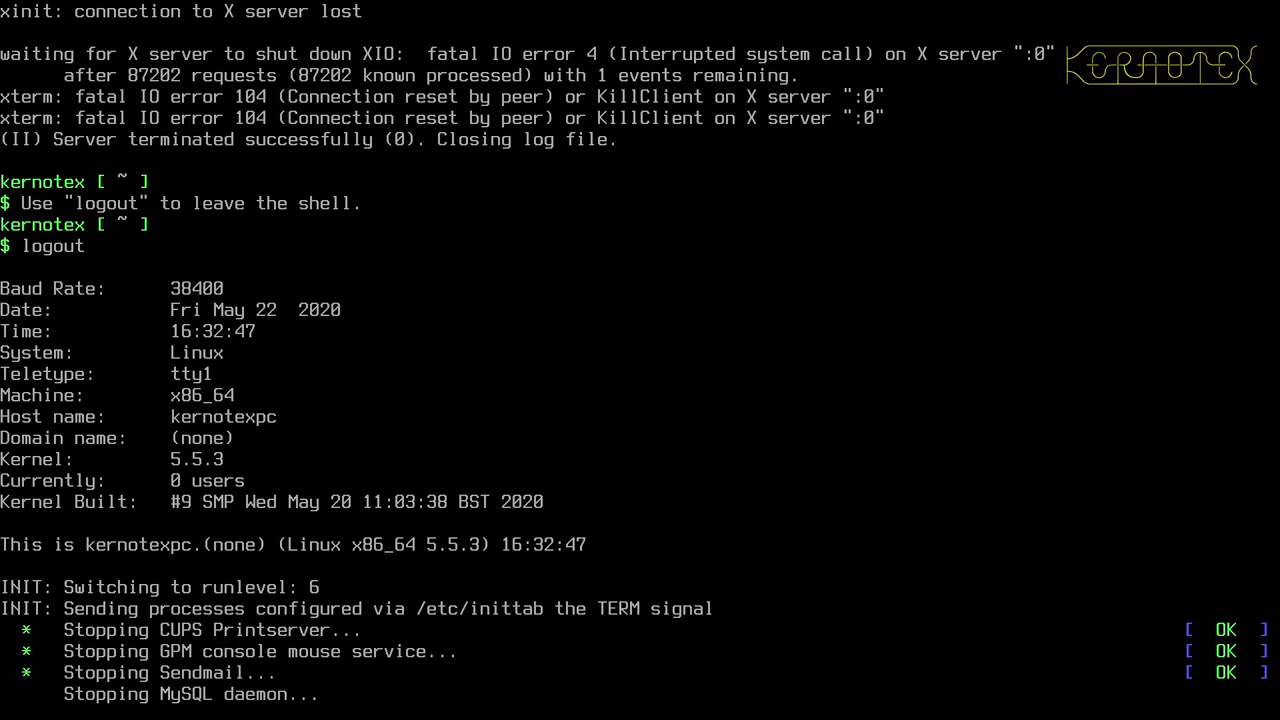 xinit: connection to X server lost
waiting for X server to shut down XIO:  fatal IO error 4 (Interrupted system call) on X server ":0"
KERNOTEX
      after 87202 requests (87202 known processed) with 1 events remaining.
xterm: fatal IO error 104 (Connection reset by peer) or KillClient on X server ":0"
xterm: fatal IO error 104 (Connection reset by peer) or KillClient on X server ":0"
(II) Server terminated successfully (0). Closing log file.
kernotex [ ~ ]
$ Use "logout" to leave the shell.
kernotex [ ~ ]
$ logout
Baud Rate:      38400
Date:           Fri May 22  2020
Time:           16:32:47
System:         Linux
Teletype:       tty1
Machine:        x86_64
Host name:      kernotexpc
Domain name:    (none)
Kernel:         5.5.3
Currently:      0 users
Kernel Built:   #9 SMP Wed May 20 11:03:38 BST 2020
This is kernotexpc.(none) (Linux x86_64 5.5.3) 16:32:47
INIT: Switching to runlevel: 6
INIT: Sending processes configured via /etc/inittab the TERM signal
  *   Stopping CUPS Printserver... [  OK  ]
  *   Stopping GPM console mouse service... [  OK  ]
  *   Stopping Sendmail... [  OK  ]
      Stopping MySQL daemon...